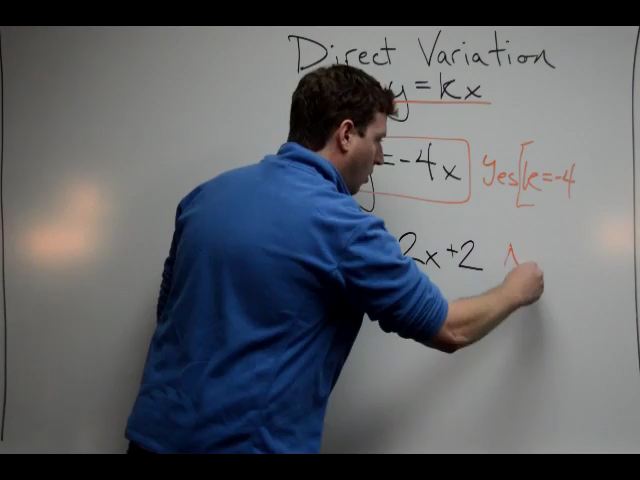 Direct Variation
y = kx
y = -4x Yes [k = -4
2x+2